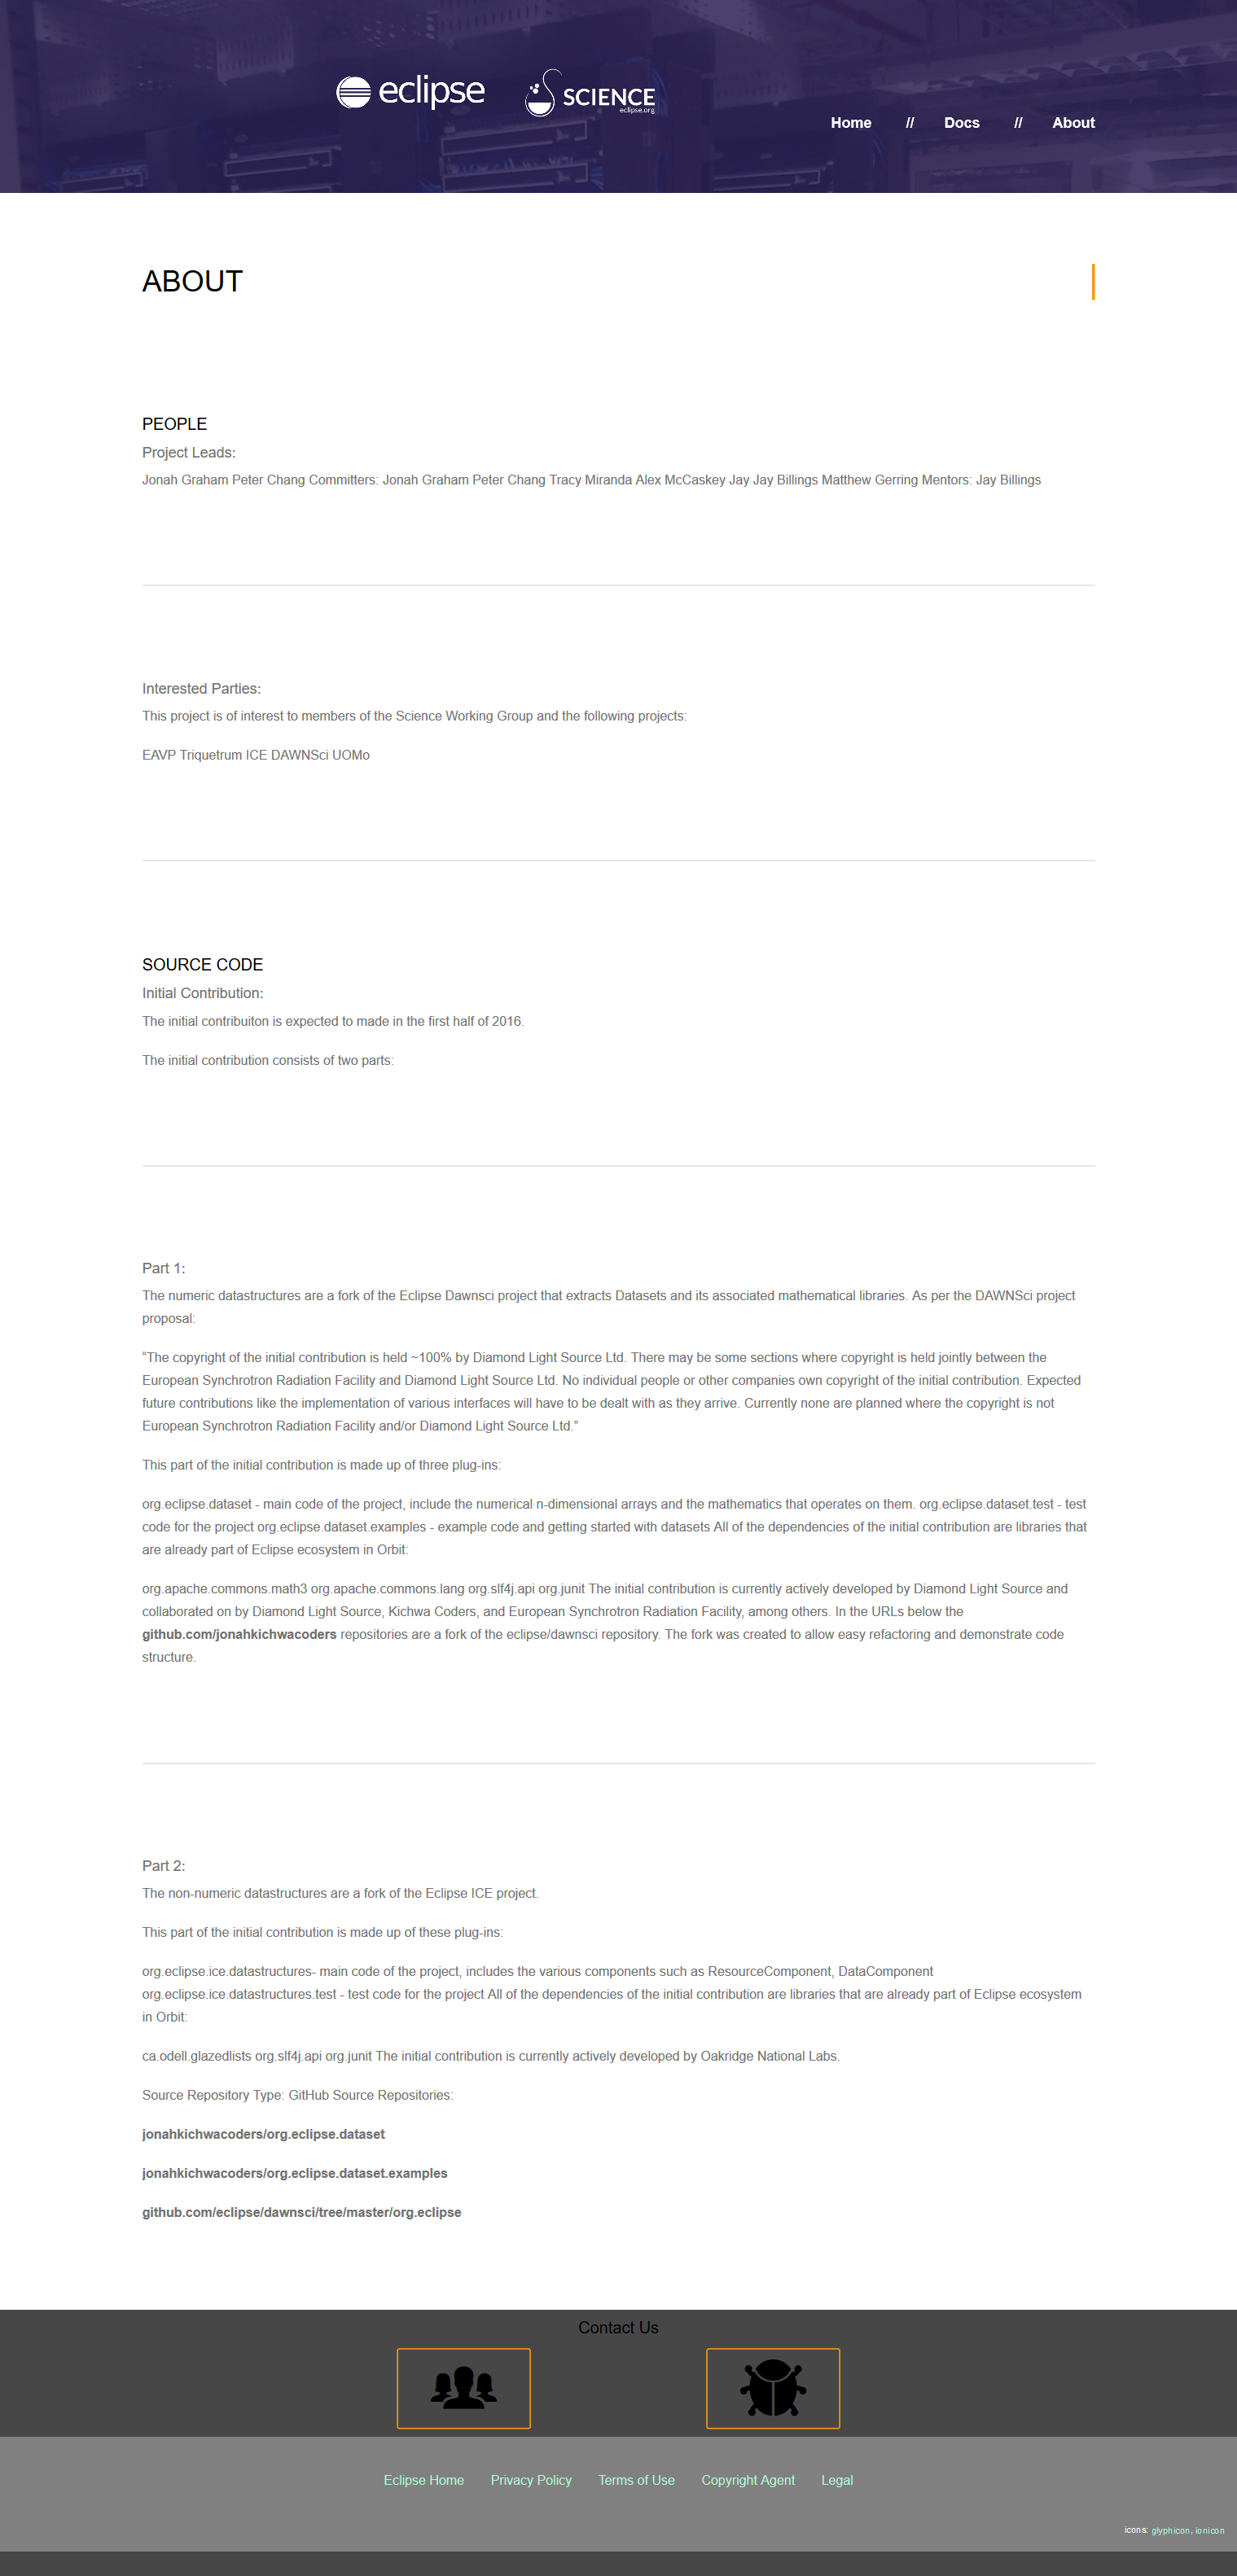 eclipse
SCIENCE
eclipse.org
Home // Docs // About
ABOUT
PEOPLE
Project Leads:
Jonah Graham Peter Chang Committers: Jonah Graham Peter Chang Tracy Miranda Alex McCaskey Jay Jay Billings Matthew Gerring Mentors: Jay Billings
Interested Parties:
This project is of interest to members of the Science Working Group and the following projects:
EAVP Triquetrum ICE DAWNSci UOMo
SOURCE CODE
Initial Contribution:
The initial contribuiton is expected to made in the first half of 2016.
The initial contribution consists of two parts:
Part 1:
The numeric datastructures are a fork of the Eclipse Dawnsci project that extracts Datasets and its associated mathematical libraries. As per the DAWNSci project
proposal:
“The copyright of the initial contribution is held ~100% by Diamond Light Source Ltd. There may be some sections where copyright is held jointly between the
European Synchrotron Radiation Facility and Diamond Light Source Ltd. No individual people or other companies own copyright of the initial contribution. Expected
future contributions like the implementation of various interfaces will have to be dealt with as they arrive. Currently none are planned where the copyright is not
European Synchrotron Radiation Facility and/or Diamond Light Source Ltd.”
This part of the initial contribution is made up of three plug-ins:
org.eclipse.dataset - main code of the project, include the numerical n-dimensional arrays and the mathematics that operates on them. org.eclipse.dataset.test - test
code for the project org.eclipse.dataset.examples - example code and getting started with datasets All of the dependencies of the initial contribution are libraries that
are already part of Eclipse ecosystem in Orbit:
org.apache.commons.math3 org.apache.commons.lang org.slf4j.api org.junit The initial contribution is currently actively developed by Diamond Light Source and
collaborated on by Diamond Light Source, Kichwa Coders, and European Synchrotron Radiation Facility, among others. In the URLs below the
github.com/jonahkichwacoders repositories are a fork of the eclipse/dawnsci repository. The fork was created to allow easy refactoring and demonstrate code
structure.
Part 2:
The non-numeric datastructures are a fork of the Eclipse ICE project.
This part of the initial contribution is made up of these plug-ins:
org.eclipse.ice.datastructures- main code of the project, includes the various components such as ResourceComponent, DataComponent
org.eclipse.ice.datastructures.test - test code for the project All of the dependencies of the initial contribution are libraries that are already part of Eclipse ecosystem
in Orbit:
ca.odell.glazedlists org.slf4j.api org.junit The initial contribution is currently actively developed by Oakridge National Labs.
Source Repository Type: GitHub Source Repositories:
jonahkichwacoders/org.eclipse.dataset
jonahkichwacoders/org.eclipse.dataset.examples
github.com/eclipse/dawnsci/tree/master/org.eclipse
Contact Us
Eclipse Home Privacy Policy Terms of Use Copyright Agent Legal
icons: glyphicon, ionicon